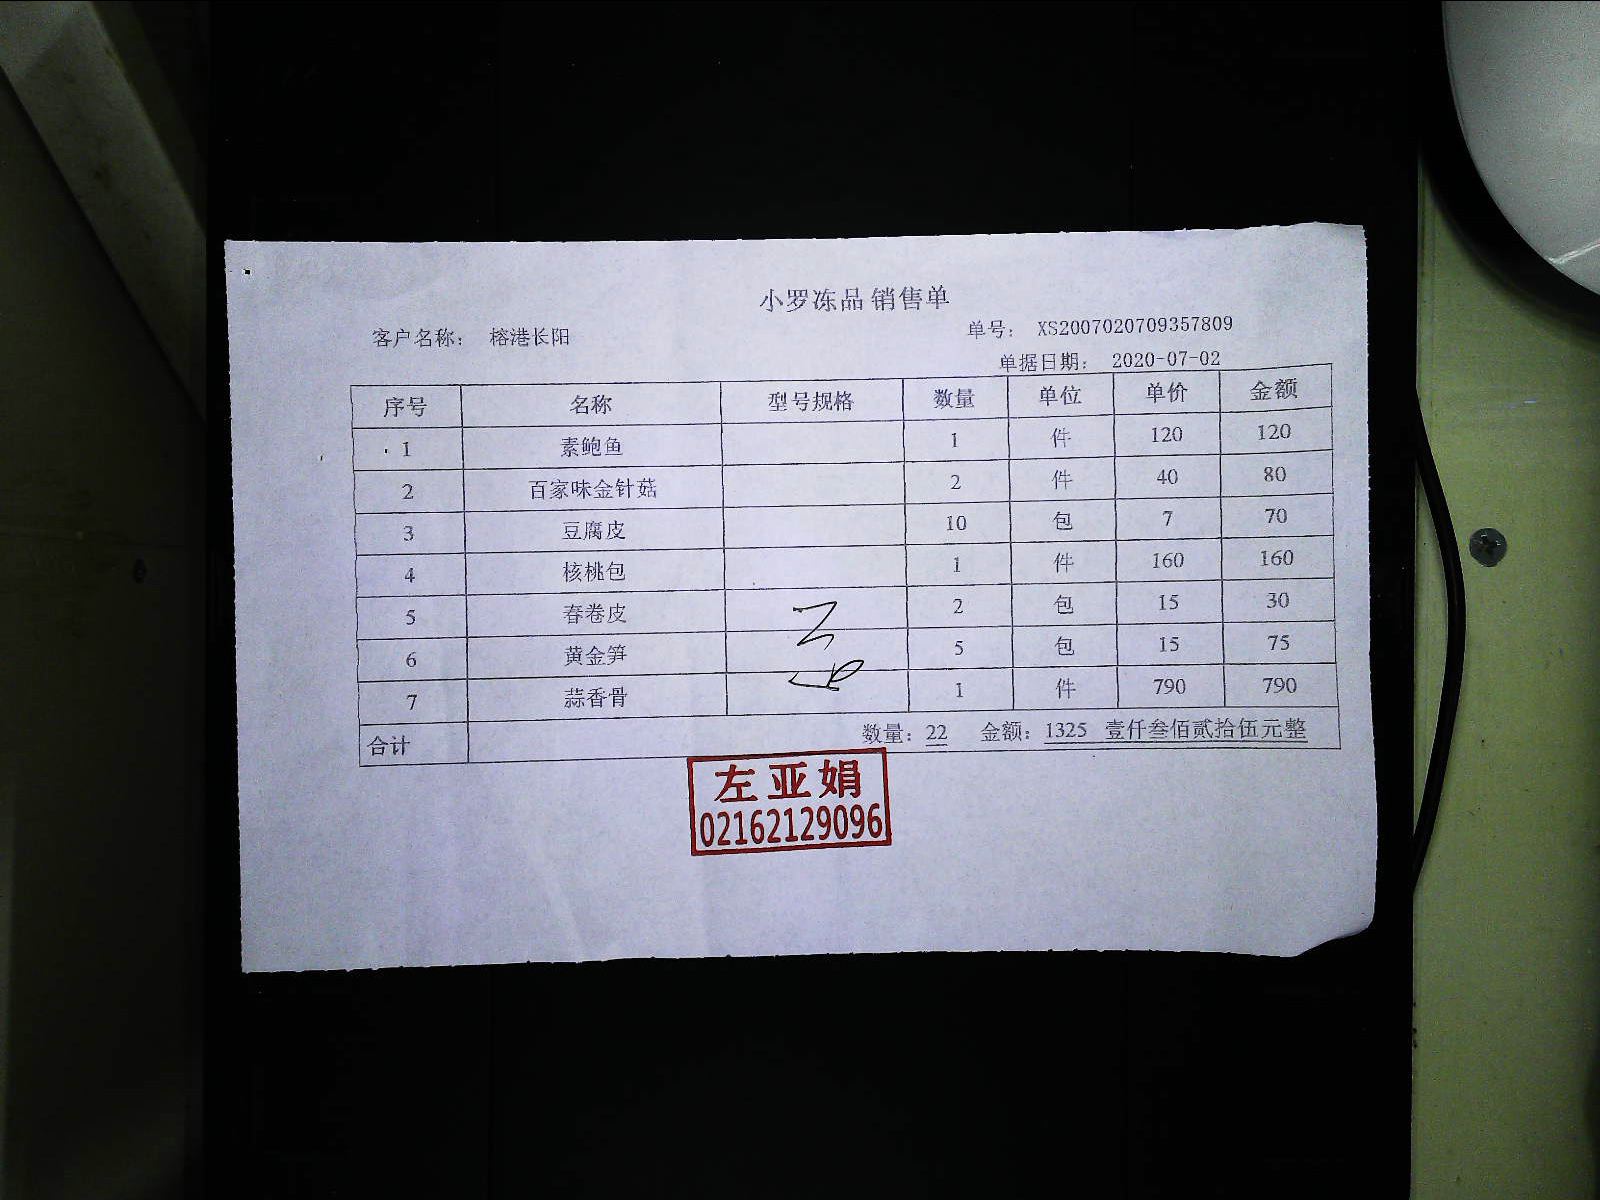 小罗冻品 销售单
客户名称： 榕港长阳 单号： XS2007020709357809
单据日期： 2020-07-02
序号 名称 型号规格 数量 单位 单价 金额
1 素鲍鱼 1 件 120 120
2 百家味金针菇 2 件 40 80
3 豆腐皮 10 包 7 70
4 核桃包 1 件 160 160
5 春卷皮 2 包 15 30
6 黄金笋 5 包 15 75
7 蒜香骨 1 件 790 790
合计 数量：22 金额：1325 壹仟叁佰贰拾伍元整
左亚娟
02162129096